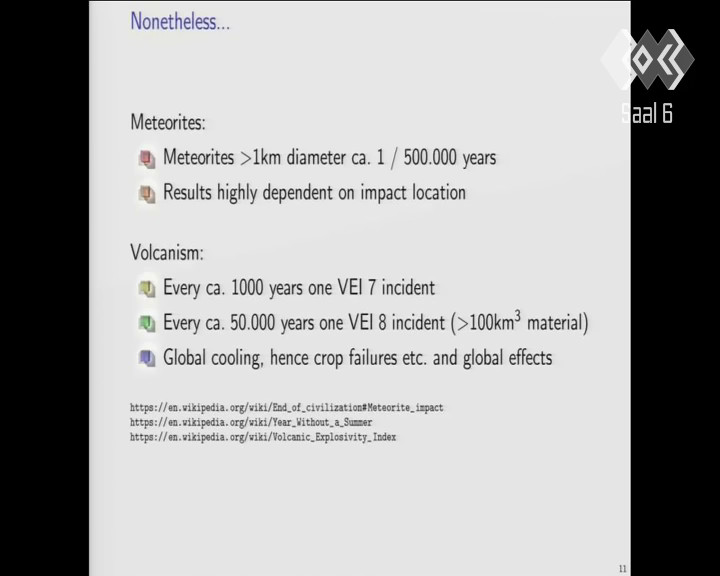 Nonetheless...
Saal 6
Meteorites:
Meteorites >1km diameter ca. 1 / 500.000 years
Results highly dependent on impact location
Volcanism:
Every ca. 1000 years one VEI 7 incident
Every ca. 50.000 years one VEI 8 incident (>100km³ material)
Global cooling, hence crop failures etc. and global effects
https://en.wikipedia.org/wiki/End_of_civilization#Meteorite_impact
https://en.wikipedia.org/wiki/Year_Without_a_Summer
https://en.wikipedia.org/wiki/Volcanic_Explosivity_Index
11